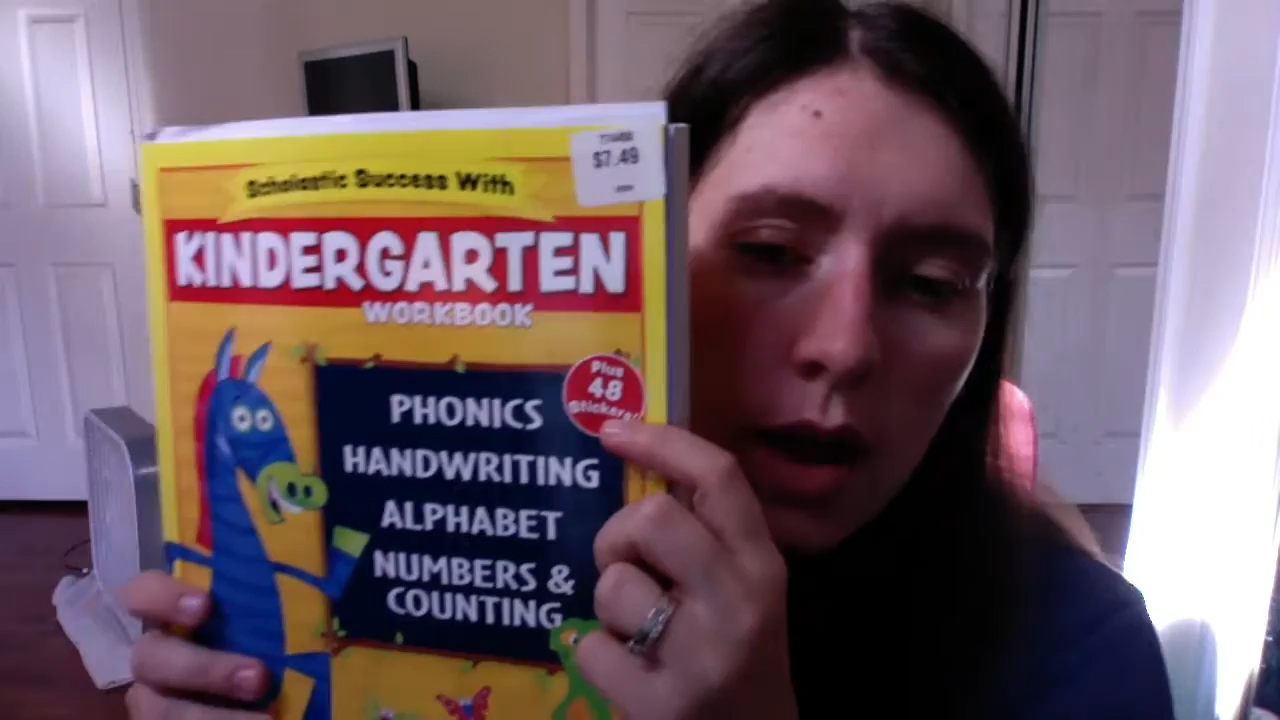 $7.49
Scholastic Success With
KINDERGARTEN
WORKBOOK
Plus
48
Stickers!
PHONICS
HANDWRITING
ALPHABET
NUMBERS &
COUNTING